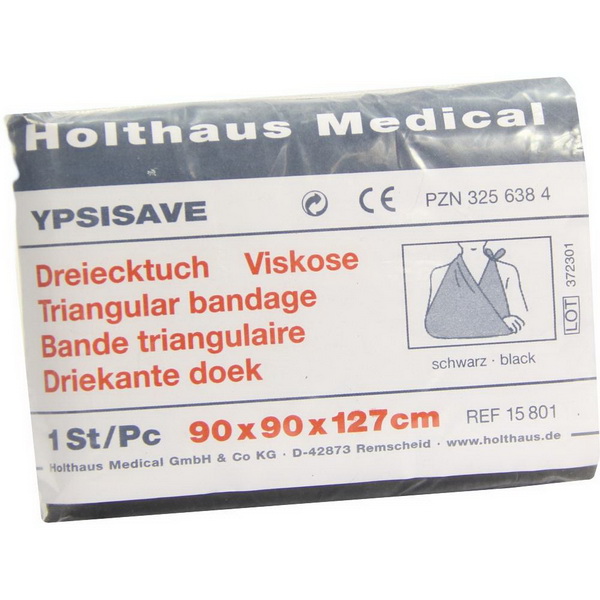 Holthaus Medical
YPSISAVE
CE PZN 325 638 4
Dreiecktuch Viskose
Triangular bandage
Bande triangulaire
Driekante doek
schwarz · black
LOT 372301
1 St/Pc 90 x 90 x 127 cm REF 15 801
Holthaus Medical GmbH & Co KG · D-42873 Remscheid · www.holthaus.de